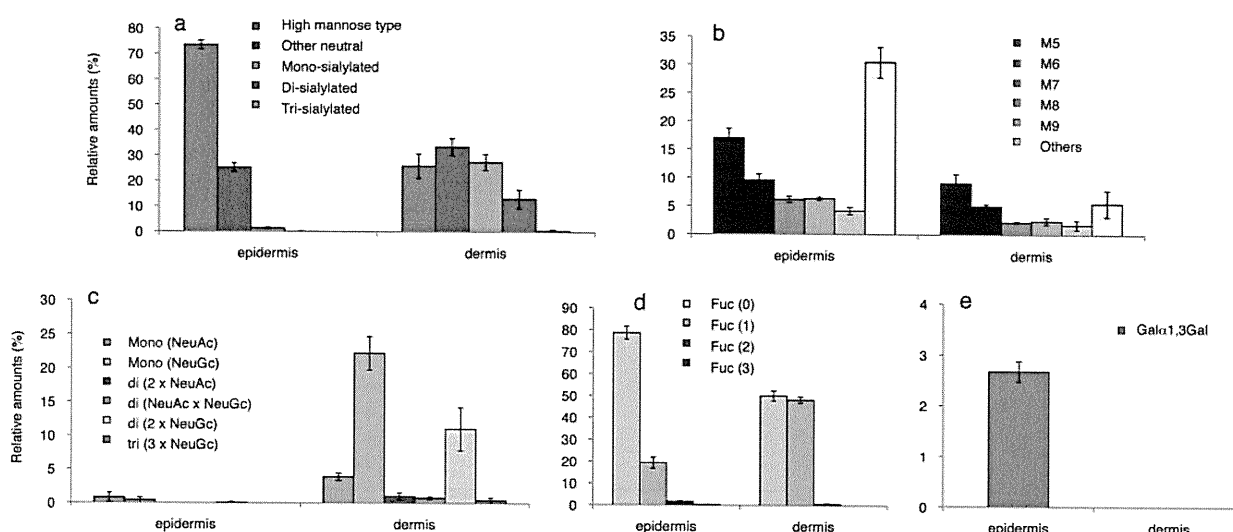 a
Relative amounts (%)
80
70
60
50
40
30
20
10
0
High mannose type
Other neutral
Mono-sialylated
Di-sialylated
Tri-sialylated
epidermis
dermis
b
35
30
25
20
15
10
5
0
M5
M6
M7
M8
M9
Others
epidermis
dermis
c
Relative amounts (%)
30
25
20
15
10
5
0
Mono (NeuAc)
Mono (NeuGc)
di (2 x NeuAc)
di (NeuAc x NeuGc)
di (2 x NeuGc)
tri (3 x NeuGc)
epidermis
dermis
d
90
80
70
60
50
40
30
20
10
0
Fuc (0)
Fuc (1)
Fuc (2)
Fuc (3)
epidermis
dermis
e
4
3
2
1
0
Galα1,3Gal
epidermis
dermis